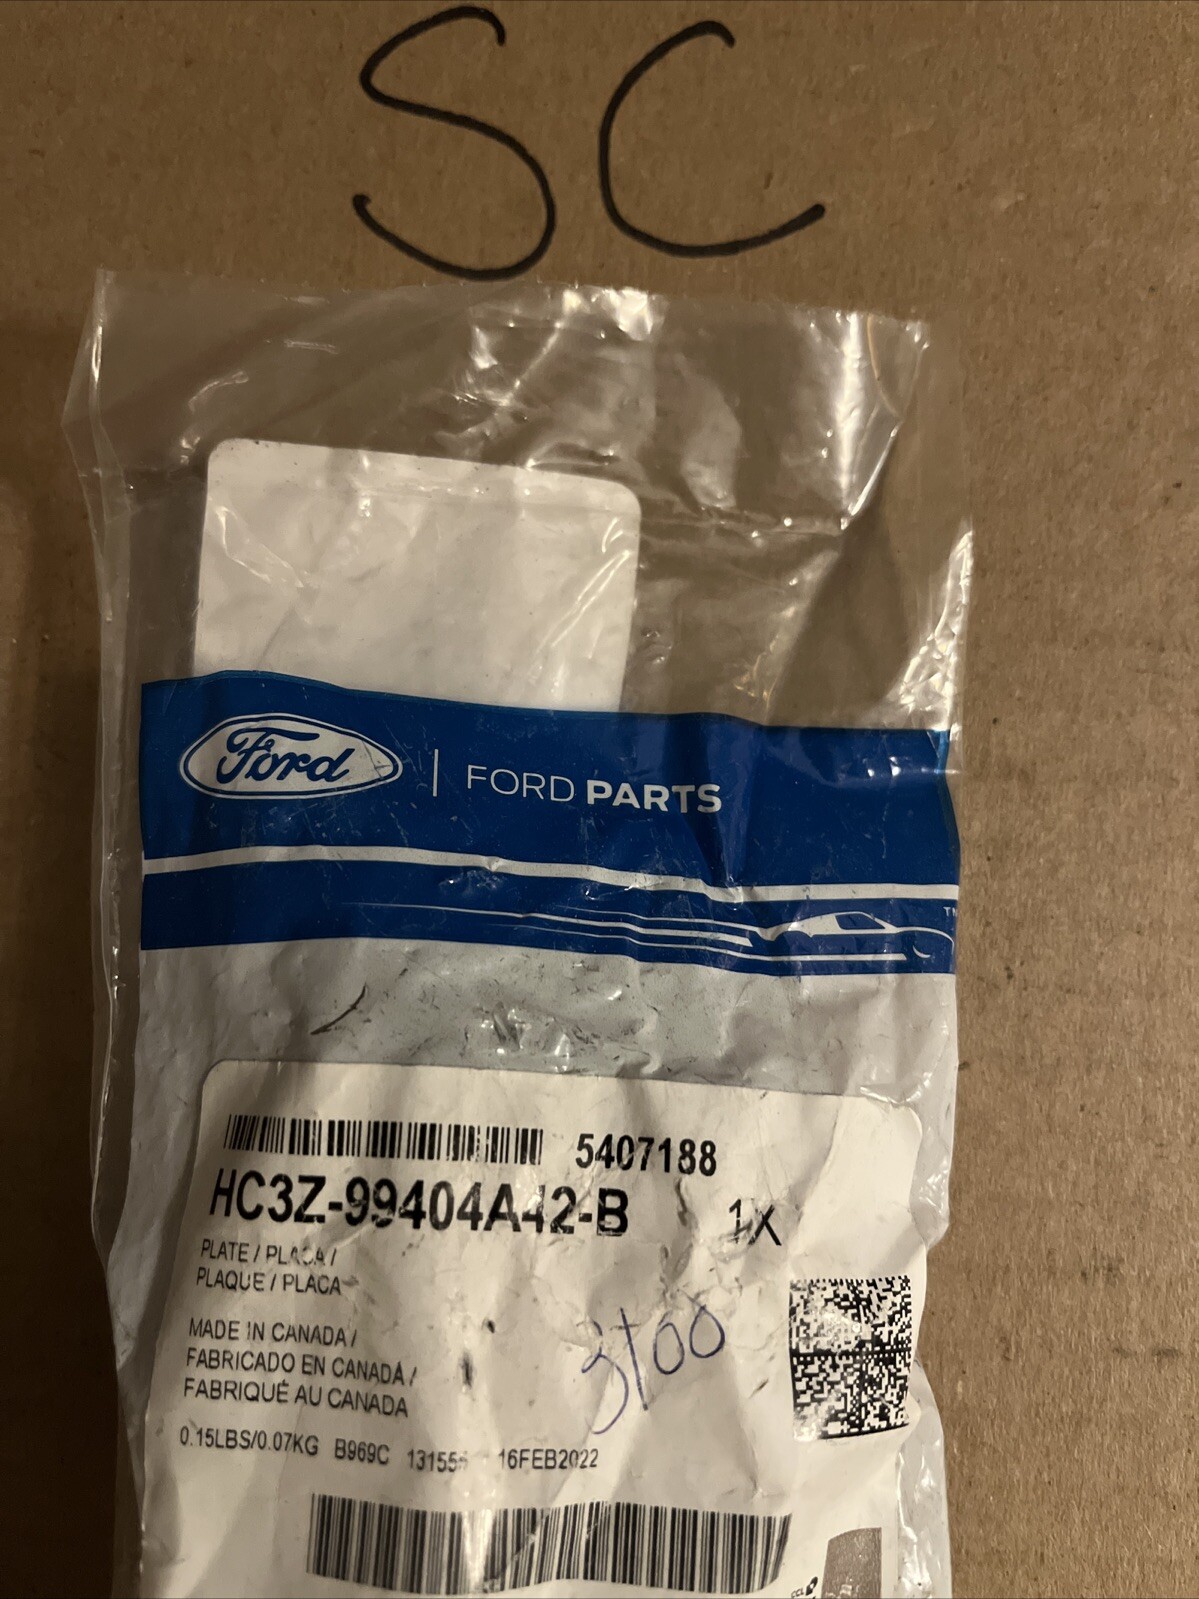 SC
Ford | FORD PARTS
TM
5407188
HC3Z-99404A42-B 1X
PLATE / PLACA /
PLAQUE / PLACA
MADE IN CANADA /
FABRICADO EN CANADÁ /
FABRIQUÉ AU CANADA
0.15LBS/0.07KG B969C 16FEB2022